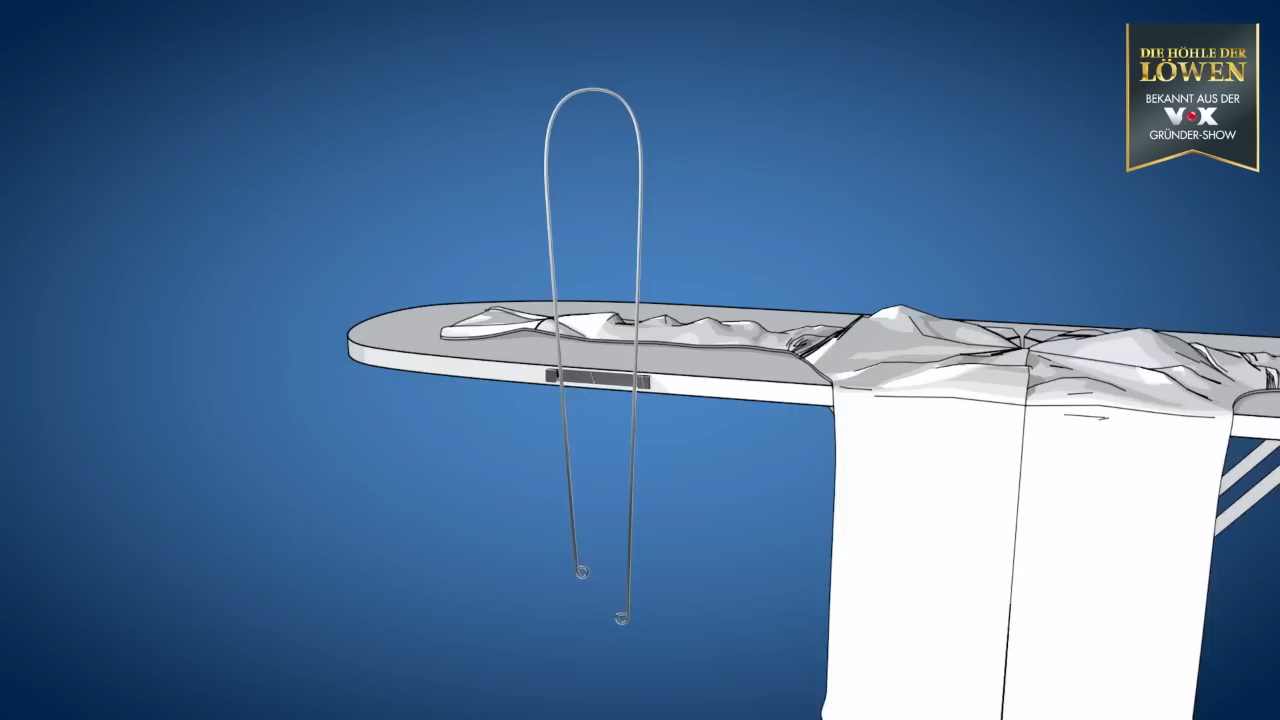 DIE HÖHLE DER
LÖWEN
BEKANNT AUS DER
VOX
GRÜNDER-SHOW